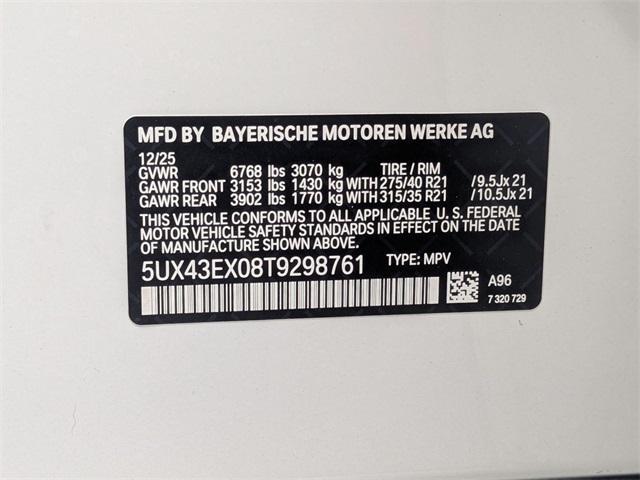 MFD BY BAYERISCHE MOTOREN WERKE AG
12/25
GVWR 6768 lbs 3070 kg TIRE / RIM
GAWR FRONT 3153 lbs 1430 kg WITH 275/40 R21 /9.5Jx 21
GAWR REAR 3902 lbs 1770 kg WITH 315/35 R21 /10.5Jx 21
THIS VEHICLE CONFORMS TO ALL APPLICABLE U. S. FEDERAL
MOTOR VEHICLE SAFETY STANDARDS IN EFFECT ON THE DATE
OF MANUFACTURE SHOWN ABOVE.
5UX43EX08T9298761 TYPE: MPV
A96
7 320 729